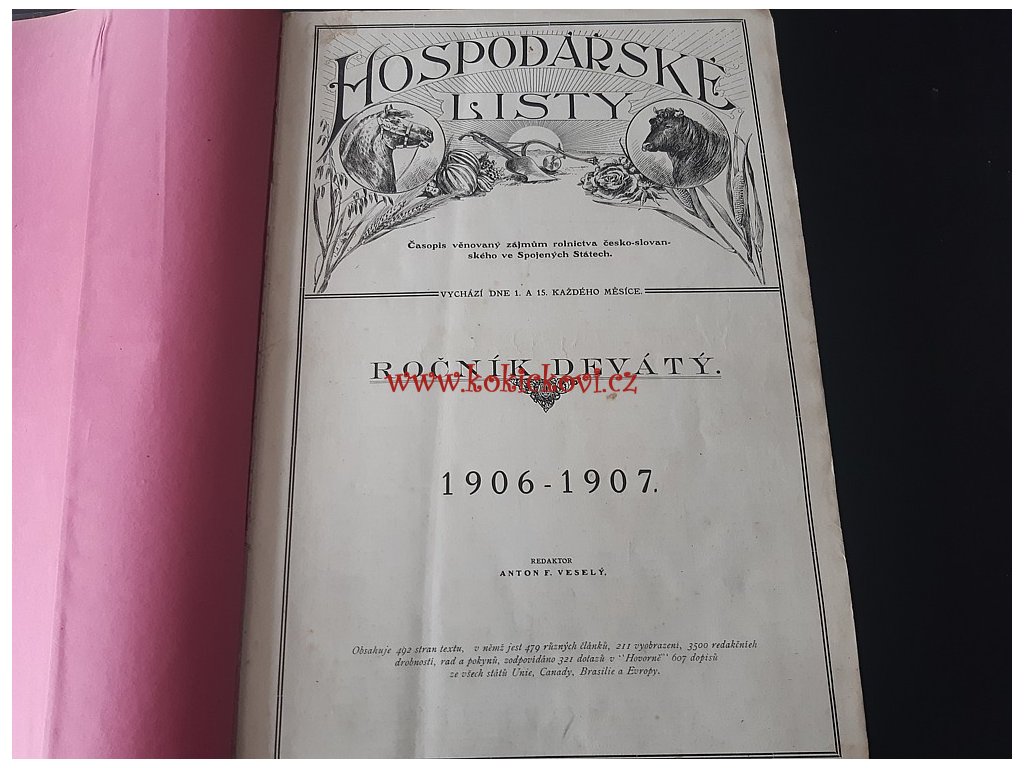 HOSPODÁŘSKÉ
LISTY
Časopis věnovaný zájmům rolnictva česko-slovan-
ského ve Spojených Státech.
VYCHÁZÍ DNE 1. A 15. KAŽDÉHO MĚSÍCE.
ROČNÍK DEVÁTÝ.
www.kokickovi.cz
1906-1907.
REDAKTOR
ANTON F. VESELÝ.
Obsahuje 492 stran textu, v němž jest 479 různých článků, 211 vyobrazení, 3500 redakčních
drobností, rad a pokynů, zodpovídáno 321 dotazů v "Hovorně" 607 dopisů
ze všech států Unie, Canady, Brasilie a Evropy.